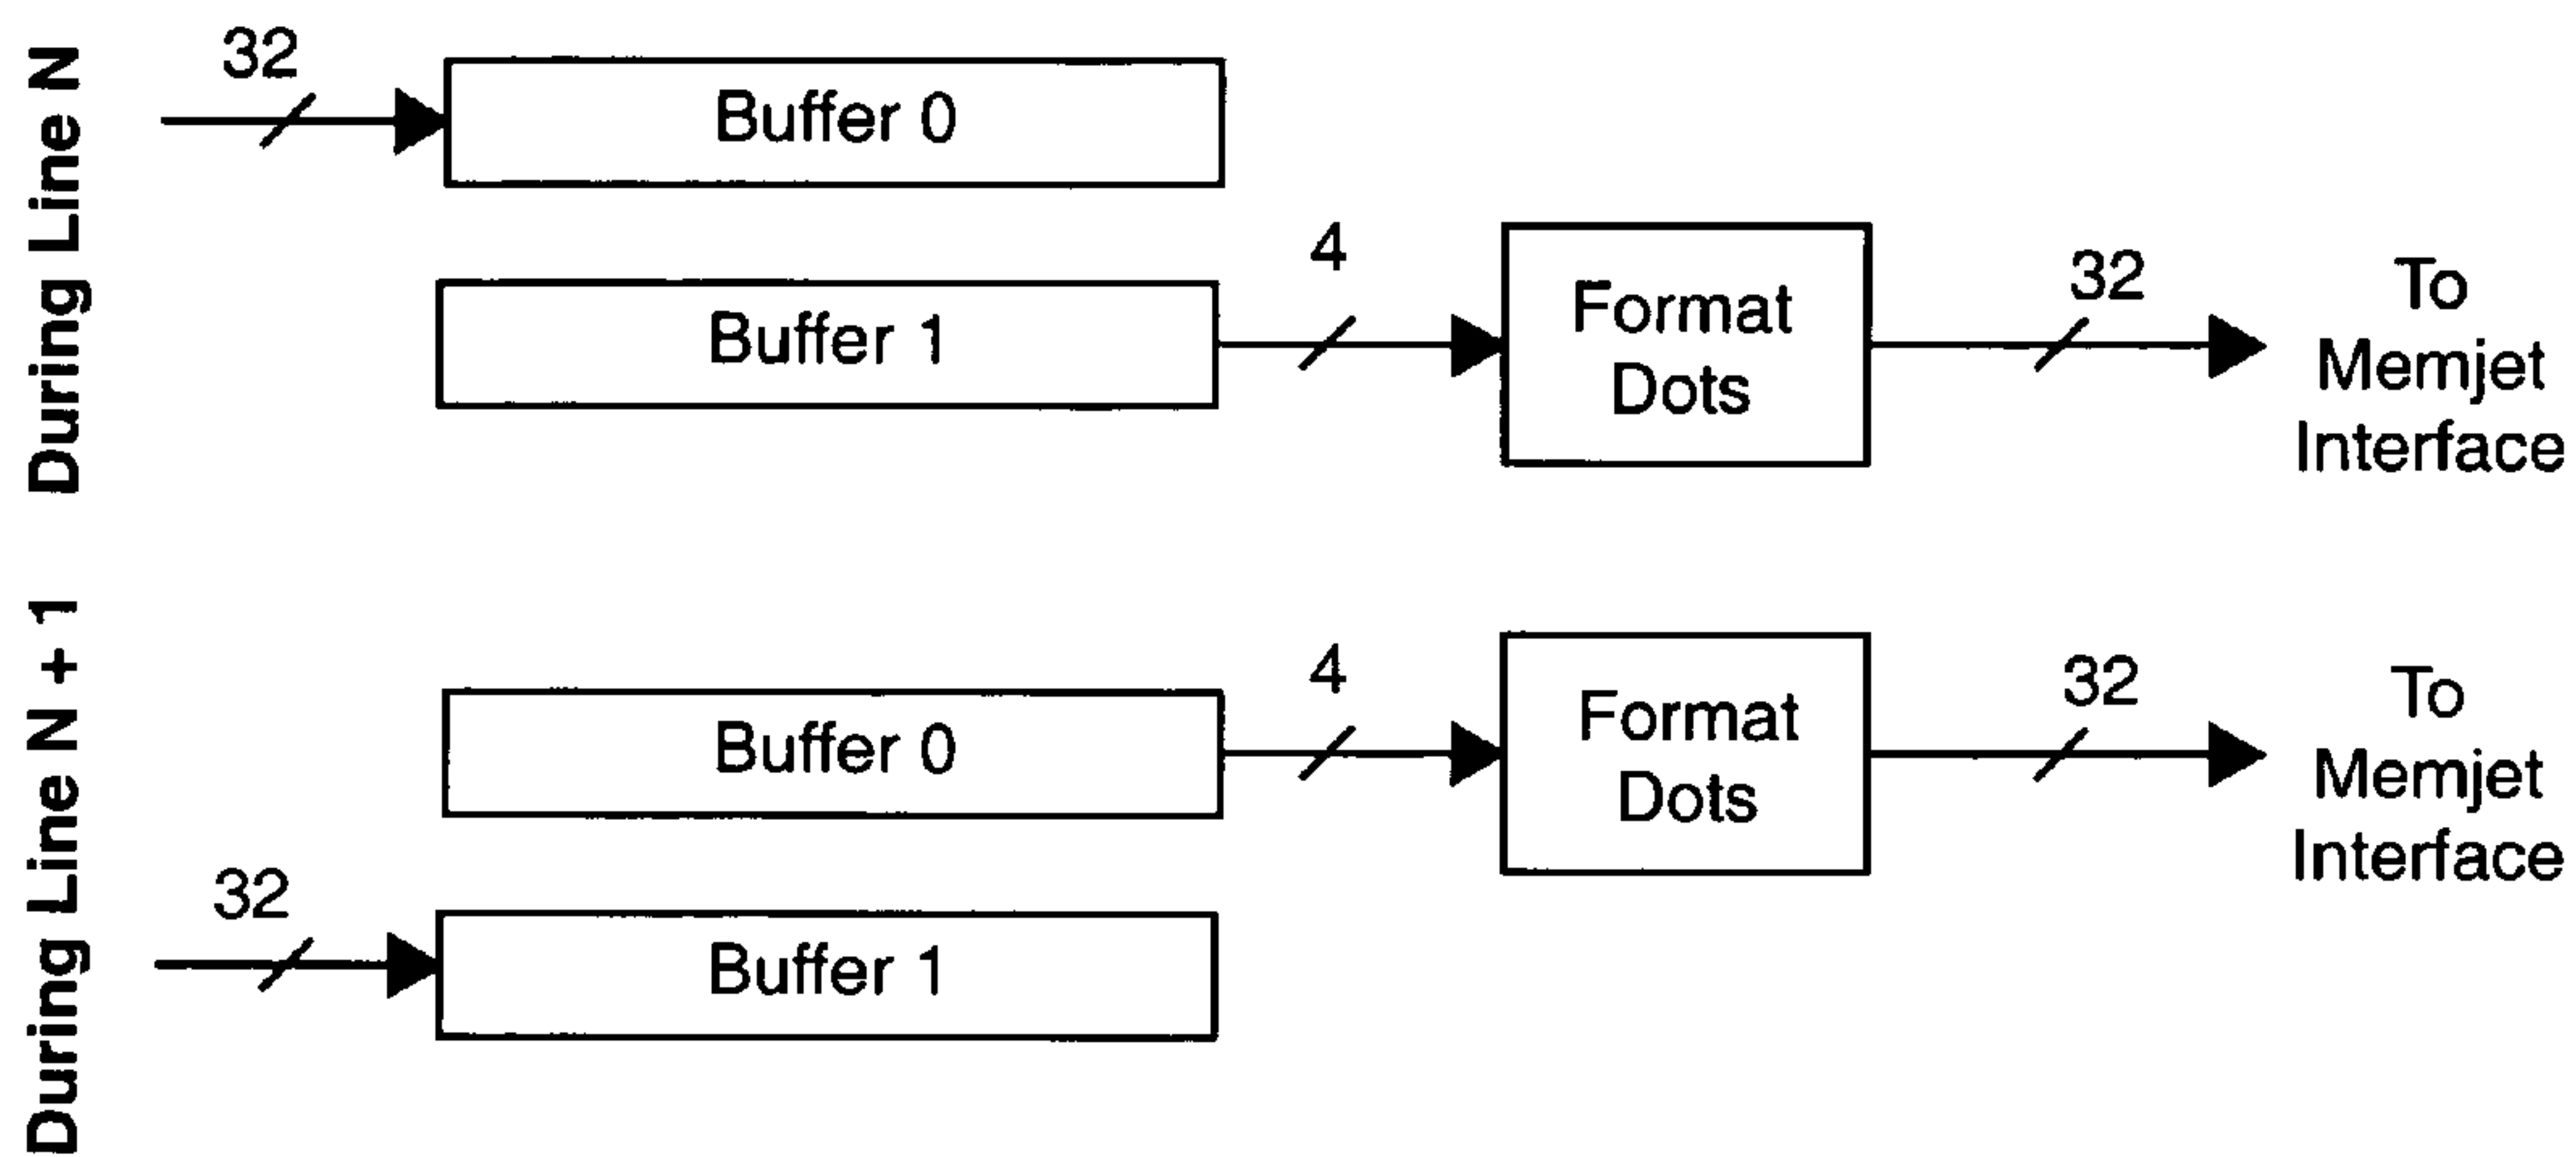 During Line N
32
Buffer 0
Buffer 1
4
Format
Dots
32
To
Memjet
Interface
During Line N + 1
Buffer 0
4
Format
Dots
32
To
Memjet
Interface
32
Buffer 1